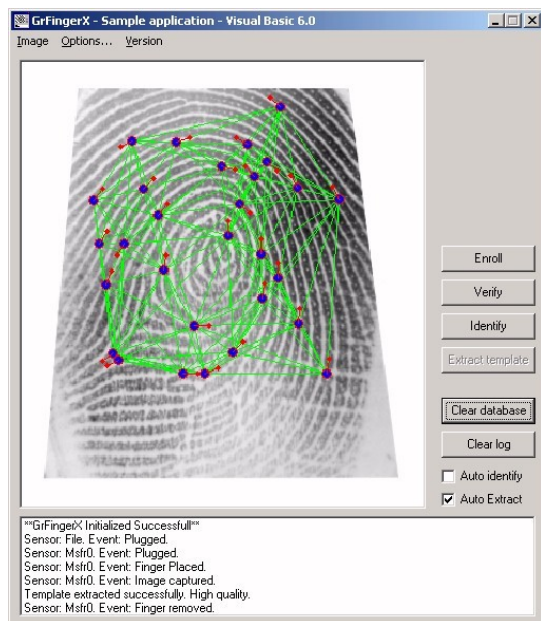 GrFingerX - Sample application - Visual Basic 6.0
Image Options... Version
Enroll
Verify
Identify
Extract template
Clear database
Clear log
Auto identify
Auto Extract
**GrFingerX Initialized Successfull**
Sensor: File. Event: Plugged.
Sensor: Msfr0. Event: Plugged.
Sensor: Msfr0. Event: Finger Placed.
Sensor: Msfr0. Event: Image captured.
Template extracted successfully. High quality.
Sensor: Msfr0. Event: Finger removed.